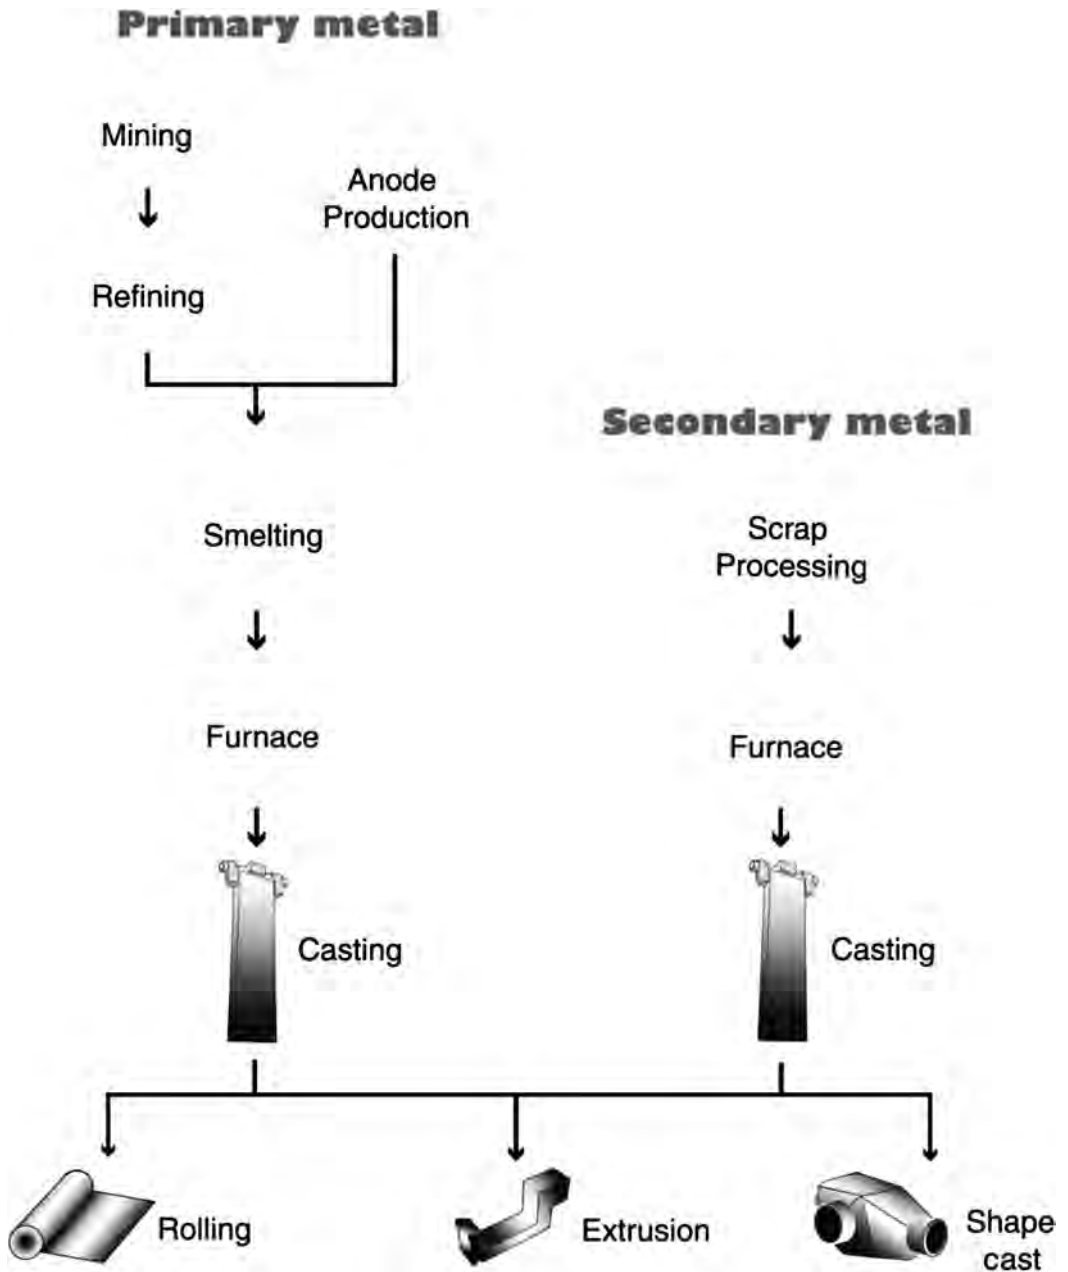 Primary metal
Mining
Anode
Production
Refining
Secondary metal
Smelting
Scrap
Processing
Furnace
Furnace
Casting
Casting
Rolling
Extrusion
Shape
cast